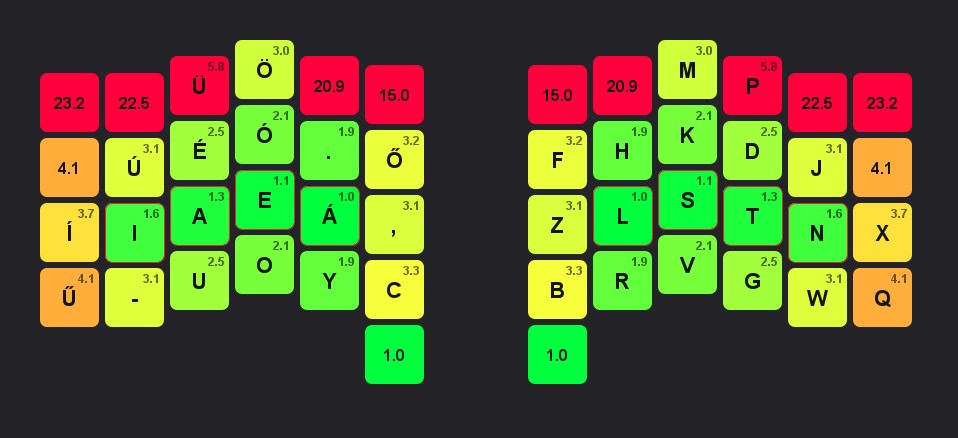 23.2 22.5 Ü 5.8 Ö 3.0 20.9 15.0 15.0 20.9 M 3.0 P 5.8 22.5 23.2
4.1 Ú 3.1 É 2.5 Ó 2.1 . 1.9 Ő 3.2 F 3.2 H 1.9 K 2.1 D 2.5 J 3.1 4.1
Í 3.7 I 1.6 A 1.3 E 1.1 Á 1.0 , 3.1 Z 3.1 L 1.0 S 1.1 T 1.3 N 1.6 X 3.7
Ű 4.1 - 3.1 U 2.5 O 2.1 Y 1.9 C 3.3 B 3.3 R 1.9 V 2.1 G 2.5 W 3.1 Q 4.1
1.0 1.0